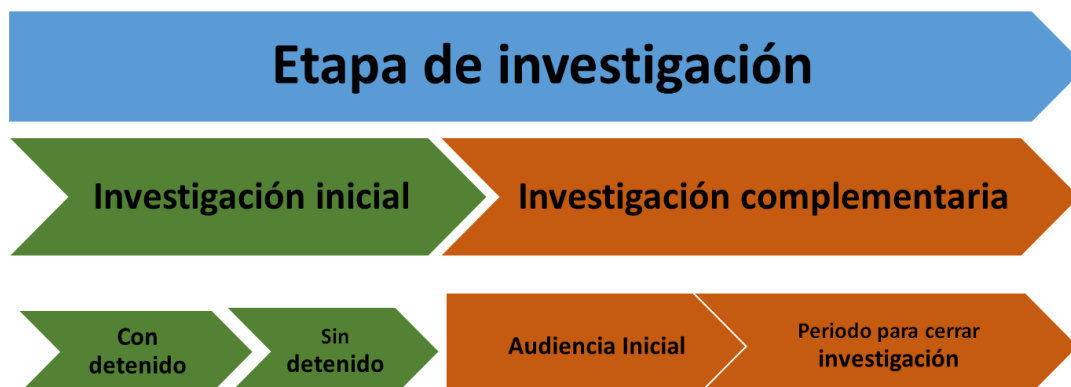 Etapa de investigación
Investigación inicial
Investigación complementaria
Con
detenido
Sin
detenido
Audiencia Inicial
Periodo para cerrar
investigación